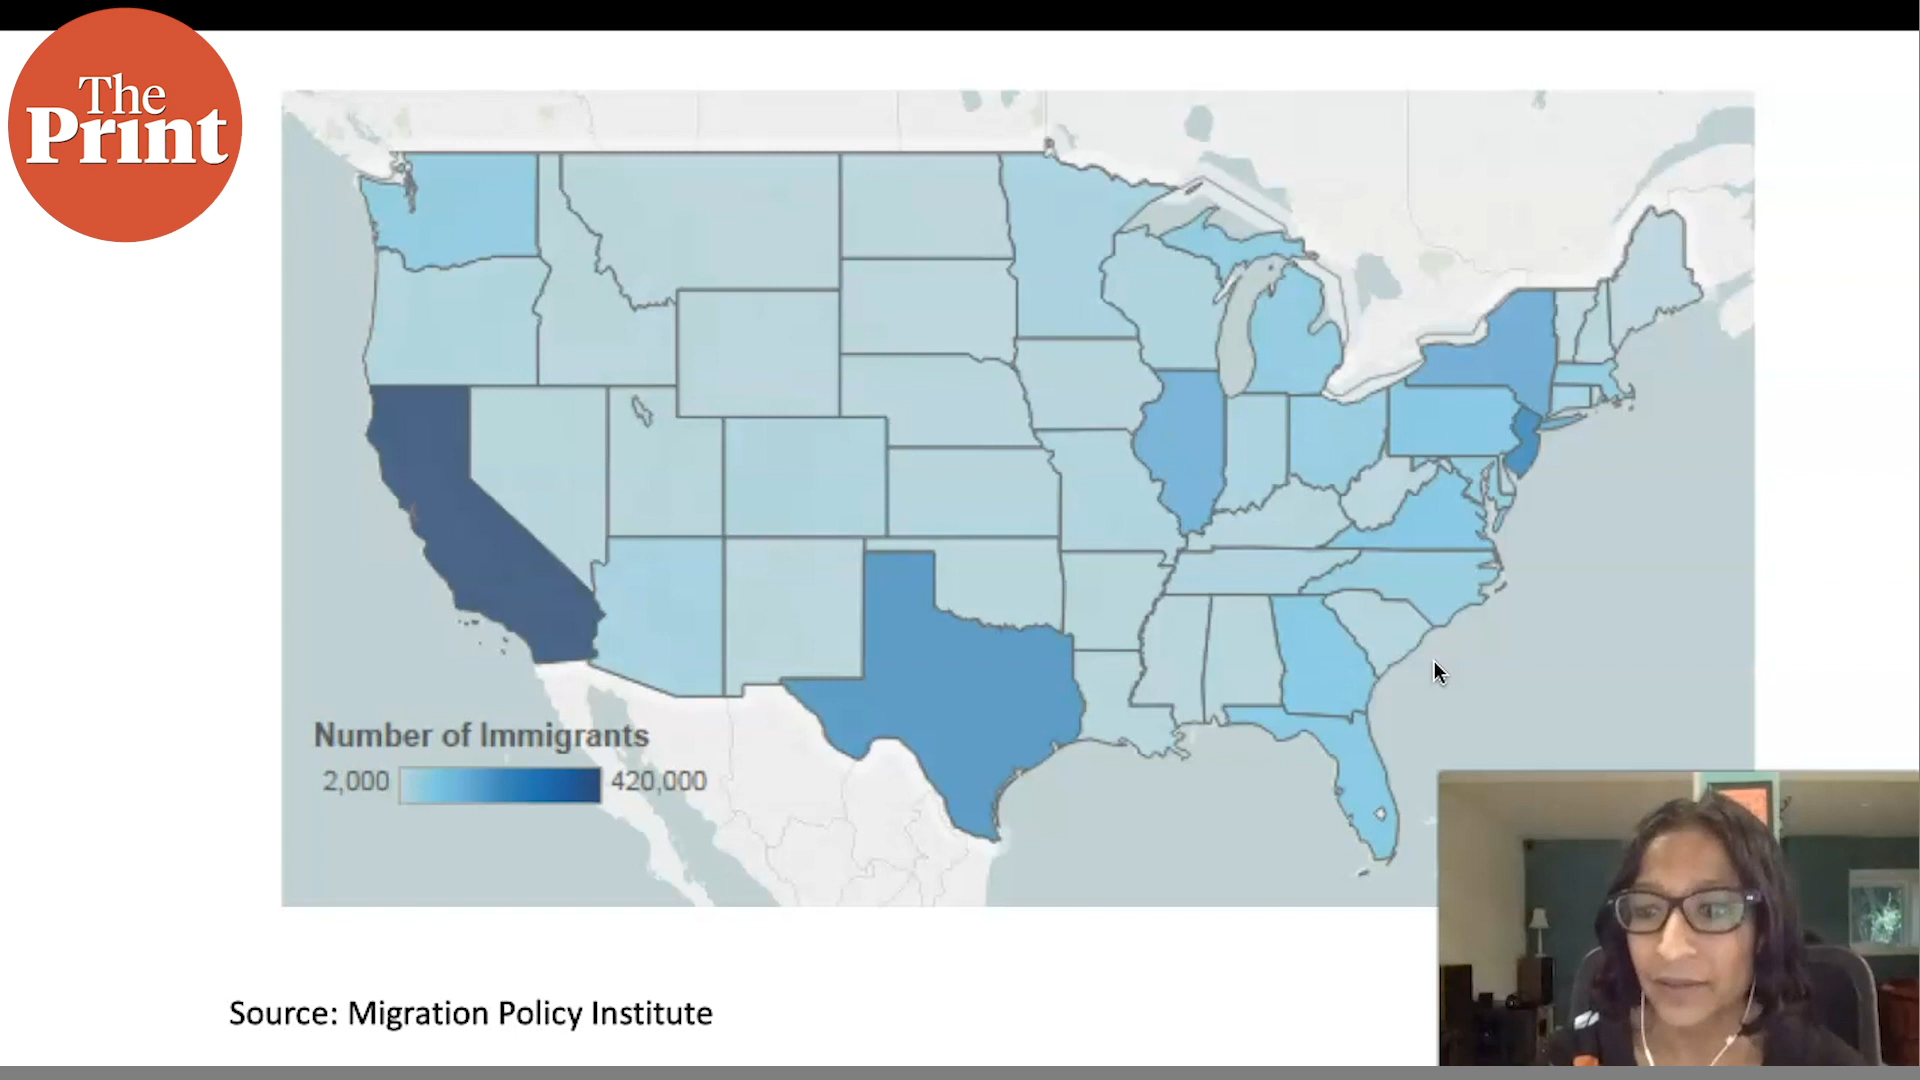 The
Print
Number of Immigrants
2,000 420,000
Source: Migration Policy Institute